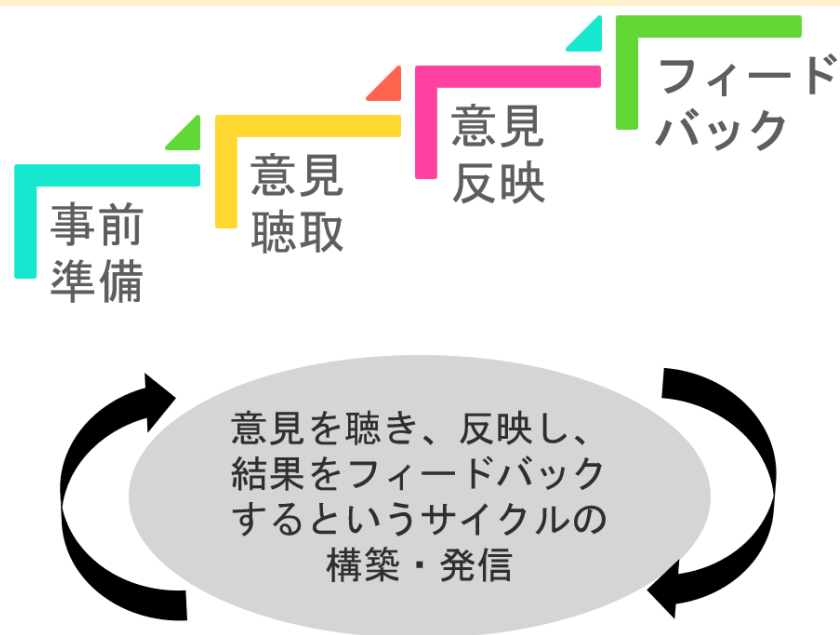 事前
準備
意見
聴取
意見
反映
フィード
バック
意見を聴き、反映し、
結果をフィードバック
するというサイクルの
構築・発信